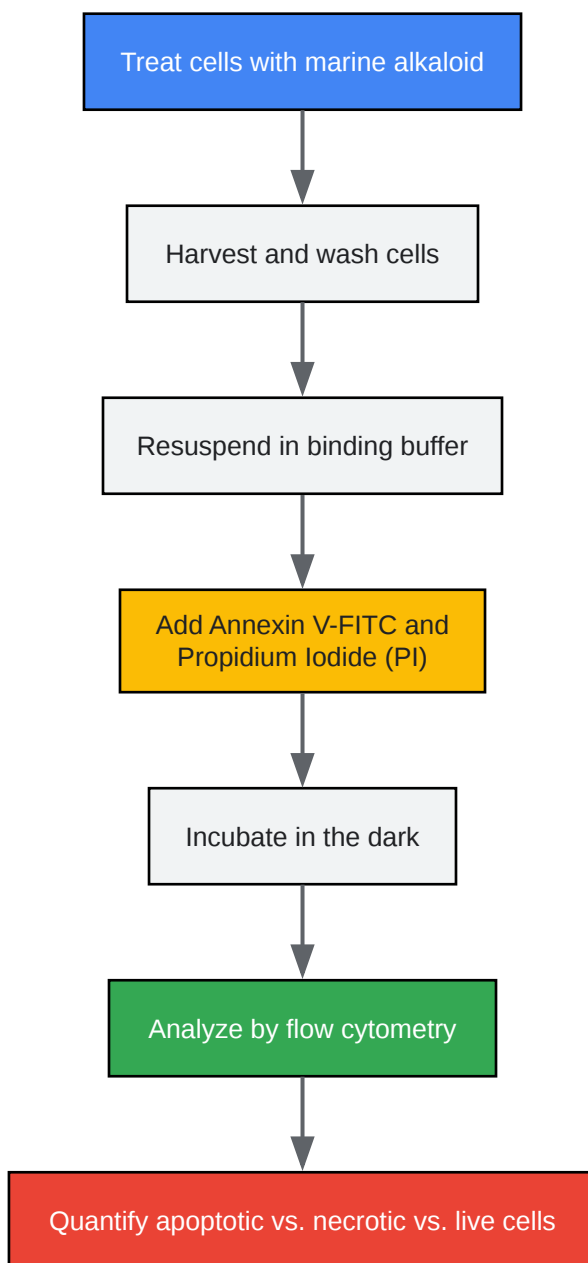 Treat cells with marine alkaloid
Harvest and wash cells
Resuspend in binding buffer
Add Annexin V-FITC and
Propidium Iodide (PI)
Incubate in the dark
Analyze by flow cytometry
Quantify apoptotic vs. necrotic vs. live cells